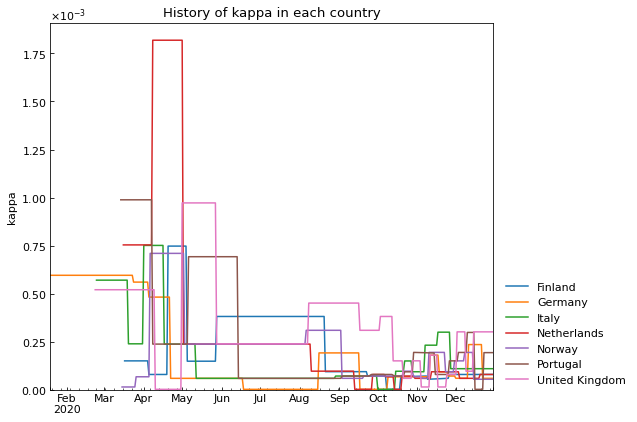 History of kappa in each country
×10⁻³
1.75
1.50
1.25
1.00
0.75
0.50
0.25
0.00
kappa
Feb Mar Apr May Jun Jul Aug Sep Oct Nov Dec
2020
Finland
Germany
Italy
Netherlands
Norway
Portugal
United Kingdom